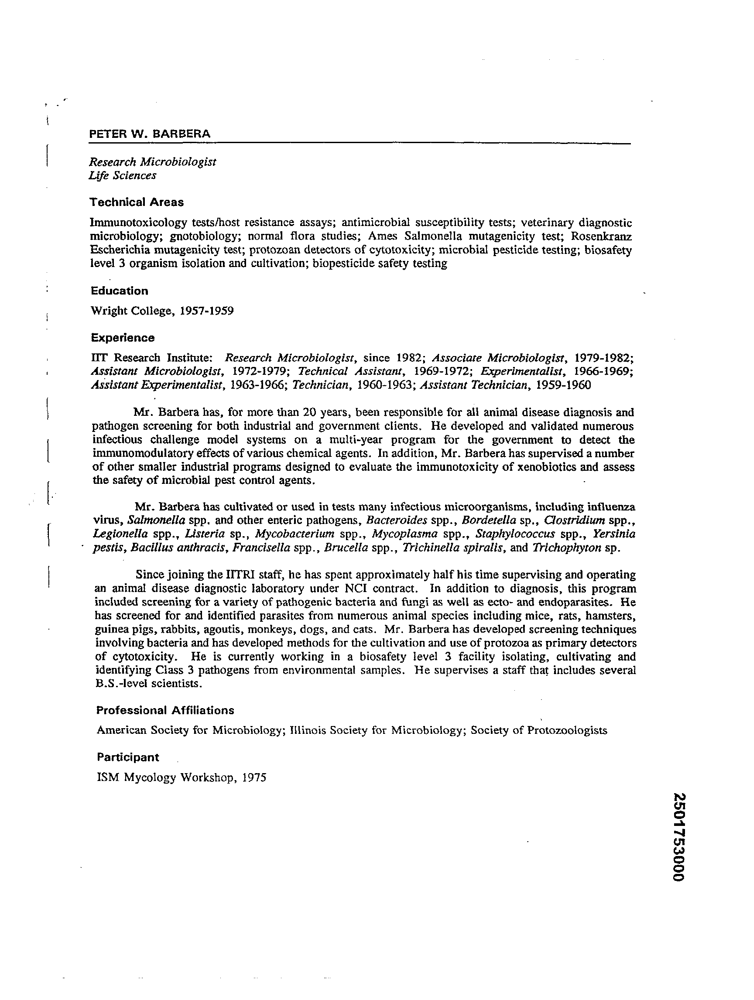 PETER W. BARBERA
Research Microbiologist
Life Sciences
Technical Areas
Immunotoxicology tests/host resistance assays; antimicrobial susceptibility tests; veterinary diagnostic
microbiology; gnotobiology; normal flora studies; Ames Salmonella mutagenicity test; Rosenkranz
Escherichia mutagenicity test; protozoan detectors of cytotoxicity; microbial pesticide testing; biosafety
level 3 organism isolation and cultivation; biopesticide safety testing
Education
Wright College, 1957-1959
Experience
IIT Research Institute: Research Microbiologist, since 1982; Associate Microbiologist, 1979-1982;
Assistant Microbiologist, 1972-1979; Technical Assistant, 1969-1972; Experimentalist, 1966-1969;
Assistant Experimentalist, 1963-1966; Technician, 1960-1963; Assistant Technician, 1959-1960
Mr. Barbera has, for more than 20 years, been responsible for all animal disease diagnosis and
pathogen screening for both industrial and government clients. He developed and validated numerous
infectious challenge model systems on a multi-year program for the government to detect the
immunomodulatory effects of various chemical agents. In addition, Mr. Barbera has supervised a number
of other smaller industrial programs designed to evaluate the immunotoxicity of xenobiotics and assess
the safety of microbial pest control agents.
Mr. Barbera has cultivated or used in tests many infectious microorganisms, including influenza
virus, Salmonella spp. and other enteric pathogens, Bacteroides spp., Bordetella sp., Clostridium spp.,
Legionella spp., Listeria sp., Mycobacterium spp., Mycoplasma spp., Staphylococcus spp., Yersinia
pestis, Bacillus anthracis, Francisella spp., Brucella spp., Trichinella spiralis, and Trichophyton sp.
Since joining the IITRI staff, he has spent approximately half his time supervising and operating
an animal disease diagnostic laboratory under NCI contract. In addition to diagnosis, this program
included screening for a variety of pathogenic bacteria and fungi as well as ecto- and endoparasites. He
has screened for and identified parasites from numerous animal species including mice, rats, hamsters,
guinea pigs, rabbits, agoutis, monkeys, dogs, and cats. Mr. Barbera has developed screening techniques
involving bacteria and has developed methods for the cultivation and use of protozoa as primary detectors
of cytotoxicity. He is currently working in a biosafety level 3 facility isolating, cultivating and
identifying Class 3 pathogens from environmental samples. He supervises a staff that includes several
B.S.-level scientists.
Professional Affiliations
American Society for Microbiology; Illinois Society for Microbiology; Society of Protozoologists
Participant
ISM Mycology Workshop, 1975
2501753000